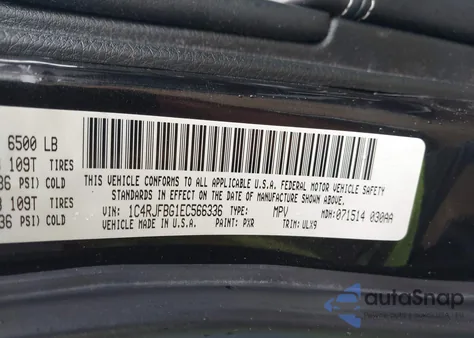 6500 LB
109T TIRES
36 PSI) COLD
109T TIRES
36 PSI) COLD
THIS VEHICLE CONFORMS TO ALL APPLICABLE U.S.A. FEDERAL MOTOR VEHICLE SAFETY
STANDARDS IN EFFECT ON THE DATE OF MANUFACTURE SHOWN ABOVE.
VIN: 1C4RJFBG1EC566336 TYPE: MPV MDH: 071514 030AA
VEHICLE MADE IN U.S.A. PAINT: PXR TRIM: ULX9
autoSnap